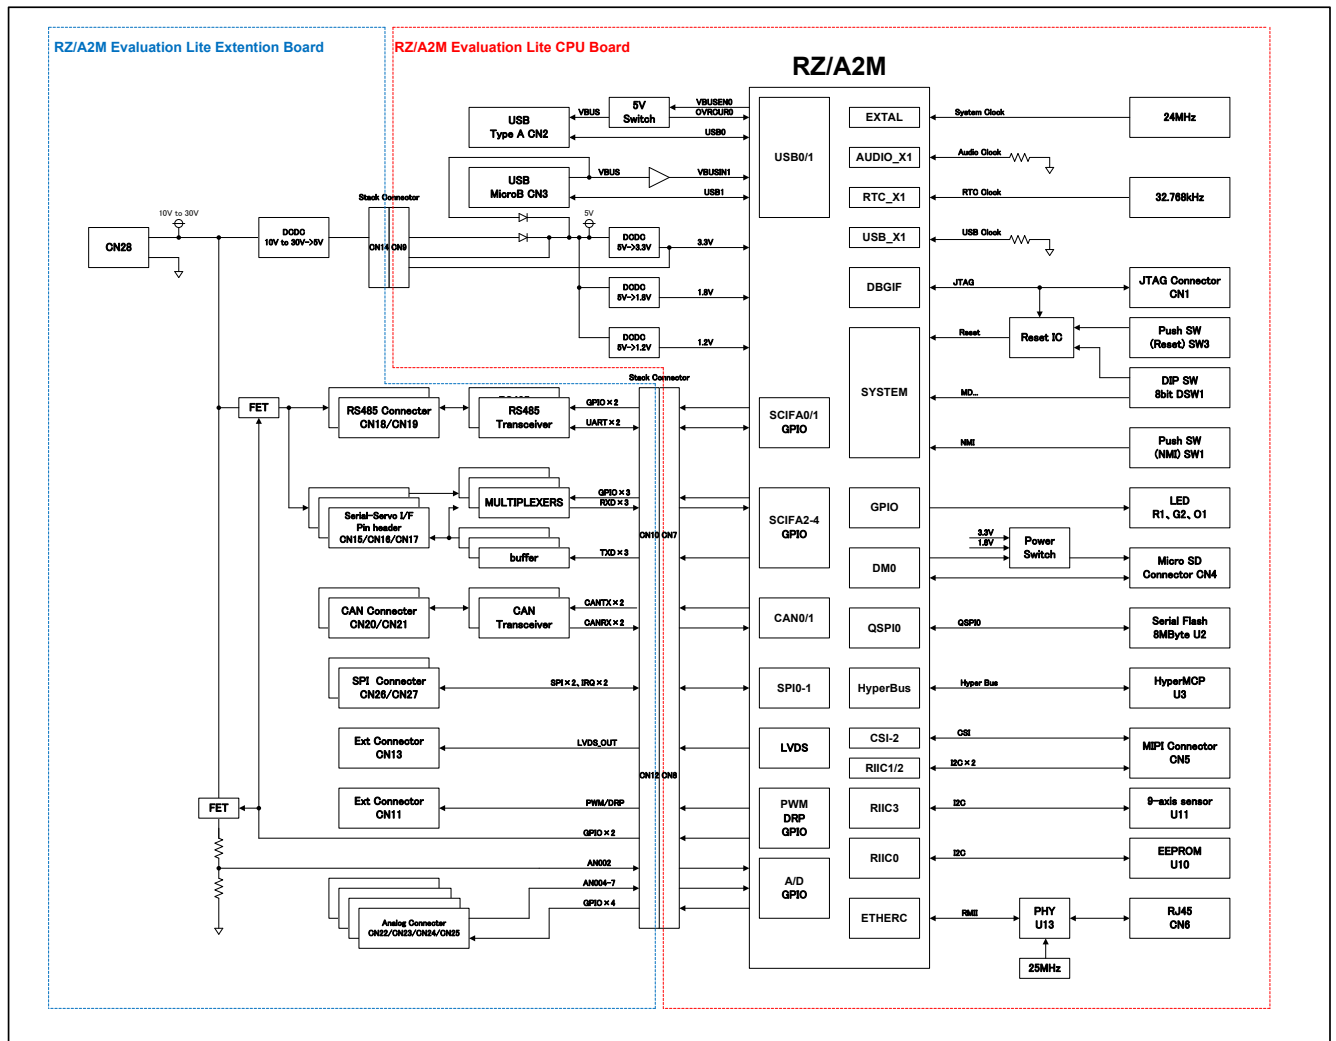 RZ/A2M Evaluation Lite Extention Board
RZ/A2M Evaluation Lite CPU Board
RZ/A2M
USB
Type A CN2
VBUS
5V
Switch
VBUSEN0
OVRCUR0
USB0
USB
MicroB CN3
VBUS
VBUSIN1
USB1
USB0/1
EXTAL
System Clock
24MHz
AUDIO_X1
Audio Clock
RTC_X1
RTC Clock
32.768kHz
USB_X1
USB Clock
Stack Connector
10V to 30V
CN28
DCDC
10V to 30V->5V
CN14
CN9
5V
DCDC
5V->3.3V
3.3V
DCDC
5V->1.8V
1.8V
DCDC
5V->1.2V
1.2V
DBGIF
JTAG
JTAG Connector
CN1
SYSTEM
Reset
Reset IC
Push SW
(Reset) SW3
MD...
DIP SW
8bit DSW1
NMI
Push SW
(NMI) SW1
Stack Connector
FET
RS485 Connecter
CN18/CN19
RS485
Transceiver
GPIO×2
UART×2
SCIFA0/1
GPIO
Serial-Servo I/F
Pin header
CN15/CN16/CN17
MULTIPLEXERS
GPIO×3
RXD×3
buffer
TXD×3
CN10
CN7
SCIFA2-4
GPIO
GPIO
LED
R1、G2、O1
3.3V
1.8V
Power
Switch
DM0
Micro SD
Connector CN4
CAN Connecter
CN20/CN21
CAN
Transceiver
CANTX×2
CANRX×2
CAN0/1
QSPI0
QSPI0
Serial Flash
8MByte U2
SPI Connecter
CN26/CN27
SPI×2、IRQ×2
SPI0-1
HyperBus
Hyper Bus
HyperMCP
U3
Ext Connector
CN13
LVDS_OUT
CN12
CN8
LVDS
CSI-2
CSI
RIIC1/2
I2C×2
MIPI Connector
CN5
FET
Ext Connector
CN11
PWM/DRP
GPIO×2
PWM
DRP
GPIO
RIIC3
I2C
9-axis sensor
U11
RIIC0
I2C
EEPROM
U10
AN002
AN004-7
GPIO×4
Analog Connecter
CN22/CN23/CN24/CN25
A/D
GPIO
ETHERC
RMII
PHY
U13
RJ45
CN6
25MHz